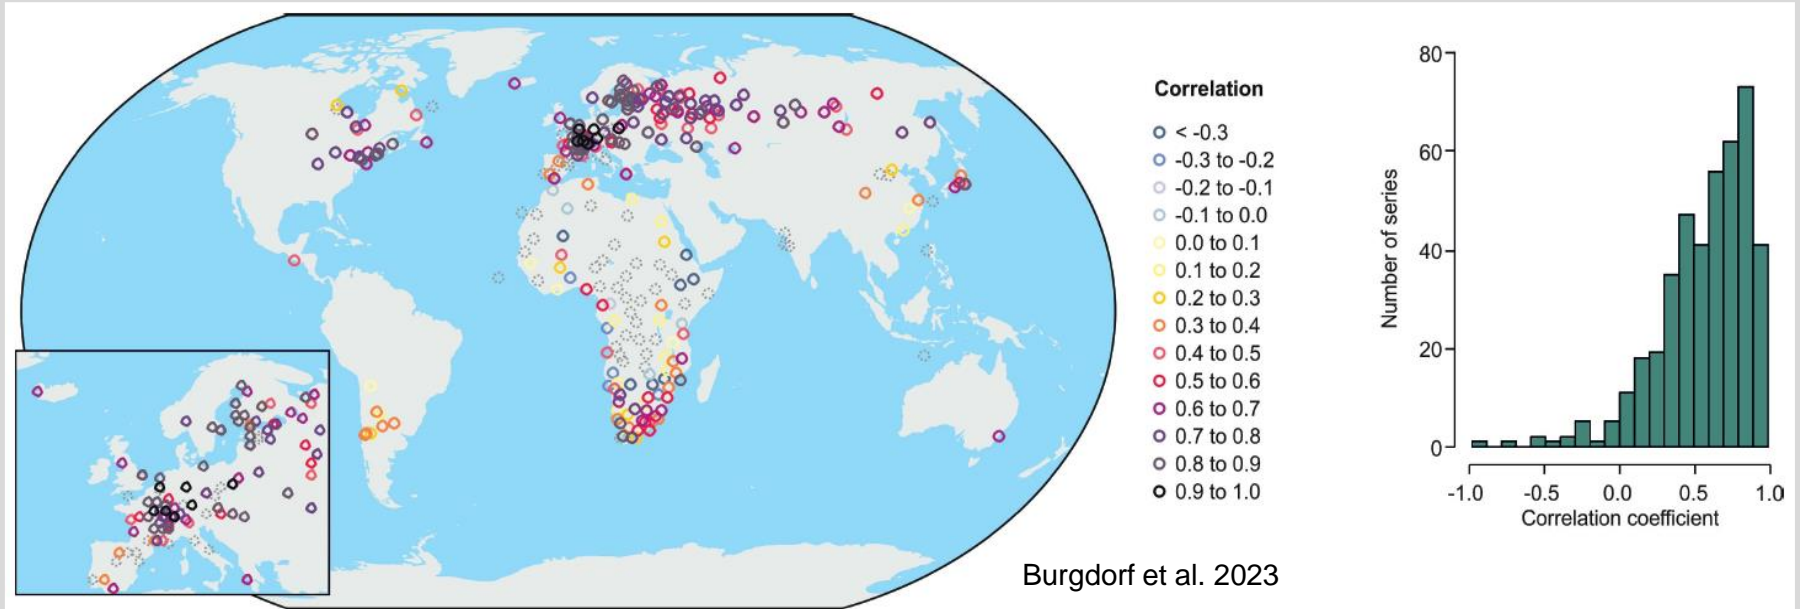 Correlation
< -0.3
-0.3 to -0.2
-0.2 to -0.1
-0.1 to 0.0
0.0 to 0.1
0.1 to 0.2
0.2 to 0.3
0.3 to 0.4
0.4 to 0.5
0.5 to 0.6
0.6 to 0.7
0.7 to 0.8
0.8 to 0.9
0.9 to 1.0
Burgdorf et al. 2023
80
60
40
20
0
Number of series
-1.0 -0.5 0.0 0.5 1.0
Correlation coefficient